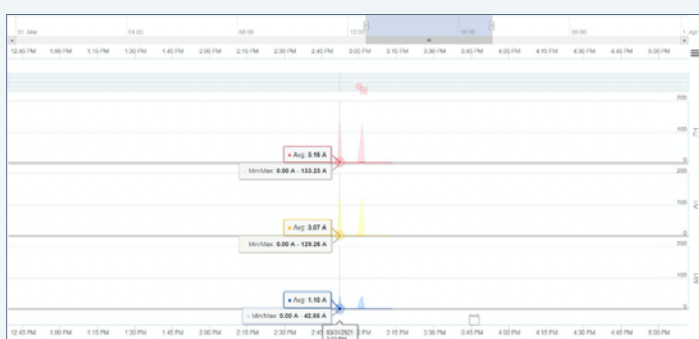 31. Mar 04:00 08:00 12:00 16:00 20:00 1. Apr
12:45 PM 1:00 PM 1:15 PM 1:30 PM 1:45 PM 2:00 PM 2:15 PM 2:30 PM 2:45 PM 3:00 PM 3:15 PM 3:30 PM 3:45 PM 4:00 PM 4:15 PM 4:30 PM 4:45 PM 5:00 PM
200
100
Avg: 3.16 A
0
Min/Max: 0.00 A - 133.23 A
200
100
Avg: 3.07 A
0
Min/Max: 0.00 A - 129.28 A
200
100
Avg: 1.10 A
0
Min/Max: 0.00 A - 42.66 A
12:45 PM 1:00 PM 1:15 PM 1:30 PM 1:45 PM 2:00 PM 2:15 PM 2:30 PM 03/31/2021 3:15 PM 3:30 PM 3:45 PM 4:00 PM 4:15 PM 4:30 PM 4:45 PM 5:00 PM